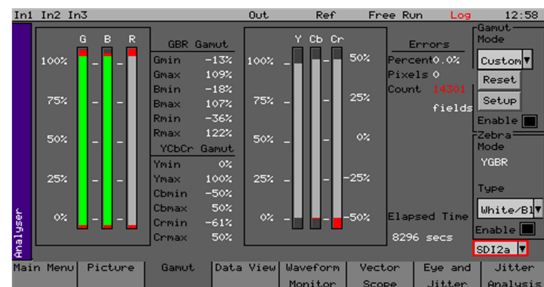 In1 In2 In3 Out Ref Free Run Log 12:58
G B R
100%
75%
50%
25%
0%
GBR Gamut
Gmin -13%
Gmax 109%
Bmin -18%
Bmax 107%
Rmin -36%
Rmax 122%
YCbCr Gamut
Ymin 0%
Ymax 100%
Cbmin -50%
Cbmax 50%
Crmin -61%
Crmax 50%
Y Cb Cr
100% 50%
75% 25%
50% 0%
25% -25%
0% -50%
Errors
Percent0.0%
Pixels 0
Count 14301
fields
Elapsed Time
8296 secs
Gamut
Mode
Custom
Reset
Setup
Enable
Zebra
Mode
YGBR
Type
White/Bl
Enable
SDI2a
Analyser
Main Menu Picture Gamut Data View Waveform Monitor Vector Scope Eye and Jitter Jitter Analysis